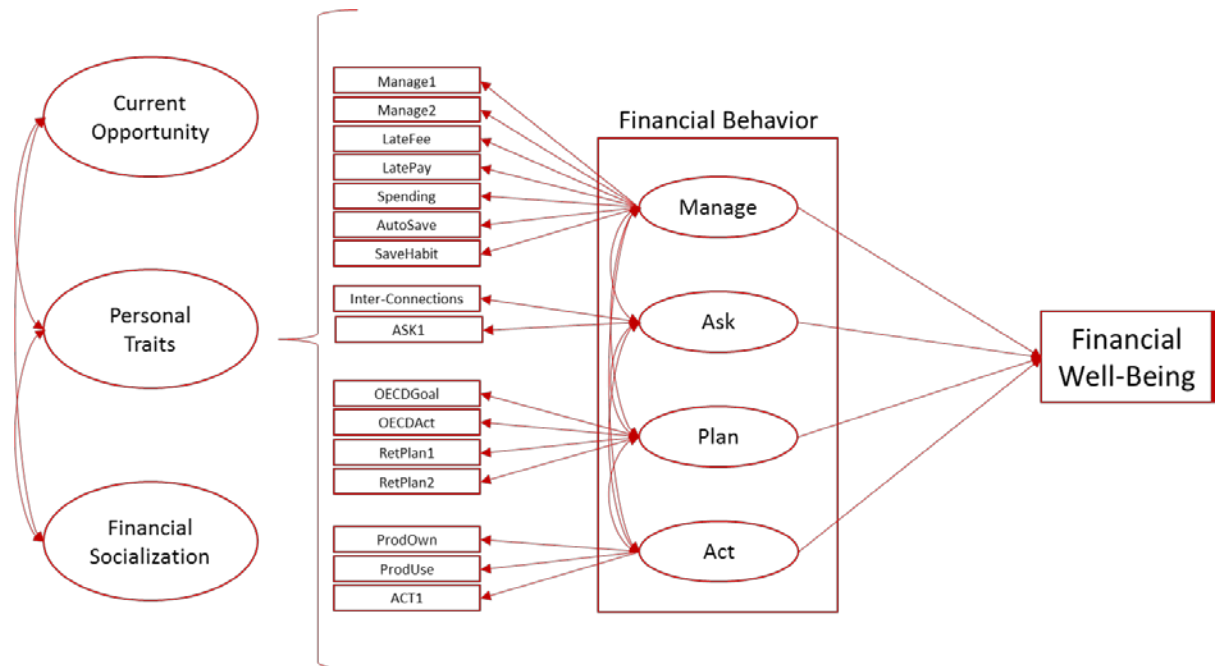 Current
Opportunity
Personal
Traits
Financial
Socialization
Manage1
Manage2
LateFee
LatePay
Spending
AutoSave
SaveHabit
Inter-Connections
ASK1
OECDGoal
OECDAct
RetPlan1
RetPlan2
ProdOwn
ProdUse
ACT1
Financial Behavior
Manage
Ask
Plan
Act
Financial
Well-Being